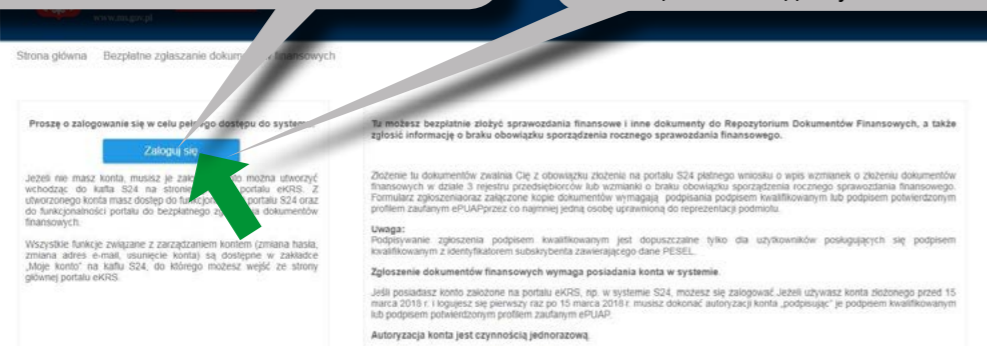 www.ms.gov.pl
Strona główna Bezpłatne zgłaszanie finansowych
Proszę o zalogowanie się w celu dostępu do
Zaloguj się
Jeżeli nie masz konta, musisz je można utworzyć
wchodząc do kafla S24 na stronie portalu eKRS. Z
utworzonego konta masz dostęp do portalu S24 oraz
do funkcjonalności portalu do bezpłatnego dokumentów
finansowych.
Wszystkie funkcje związane z zarządzaniem kontem (zmiana hasła,
zmiana adres e-mail, usunięcie konta) są dostępne w zakładce
„Moje konto” na kaflu S24, do którego możesz wejść ze strony
głównej portalu eKRS.
Tu możesz bezpłatnie złożyć sprawozdania finansowe i inne dokumenty do Repozytorium Dokumentów Finansowych, a także
zgłosić informację o braku obowiązku sporządzenia rocznego sprawozdania finansowego.
Złożenie tu dokumentów zwalnia Cię z obowiązku złożenia na portalu S24 płatnego wniosku o wpis wzmianek o złożeniu dokumentów
finansowych w dziale 3 rejestru przedsiębiorców lub wzmianki o braku obowiązku sporządzenia rocznego sprawozdania finansowego.
Formularz zgłoszeniaoraz załączone kopie dokumentów wymagają podpisania podpisem kwalifikowanym lub podpisem potwierdzonym
profilem zaufanym ePUAPprzez co najmniej jedną osobę uprawnioną do reprezentacji podmiotu.
Uwaga:
Podpisywanie zgłoszenia podpisem kwalifikowanym jest dopuszczalne tylko dla użytkowników posługujących się podpisem
kwalifikowanym z identyfikatorem subskrybenta zawierającego dane PESEL.
Zgłoszenie dokumentów finansowych wymaga posiadania konta w systemie.
Jeśli posiadasz konto założone na portalu eKRS, np. w systemie S24, możesz się zalogować.Jeżeli używasz konta złożonego przed 15
marca 2018 r. i logujesz się pierwszy raz po 15 marca 2018 r. musisz dokonać autoryzacji konta „podpisując” je podpisem kwalifikowanym
lub podpisem potwierdzonym profilem zaufanym ePUAP.
Autoryzacja konta jest czynnością jednorazową.